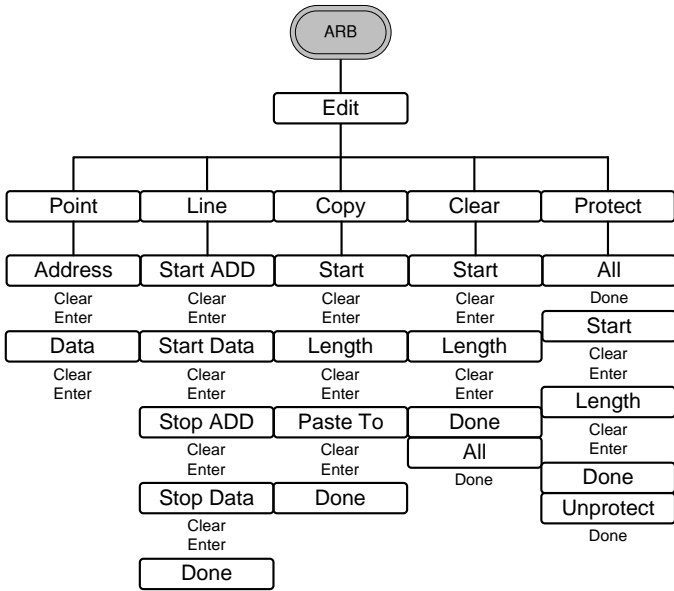 ARB
Edit
Point
Line
Copy
Clear
Protect
Address
Clear
Enter
Data
Clear
Enter
Start ADD
Clear
Enter
Start Data
Clear
Enter
Stop ADD
Clear
Enter
Stop Data
Clear
Enter
Done
Start
Clear
Enter
Length
Clear
Enter
Paste To
Clear
Enter
Done
Start
Clear
Enter
Length
Clear
Enter
Done
All
Done
All
Done
Start
Clear
Enter
Length
Clear
Enter
Done
Unprotect
Done